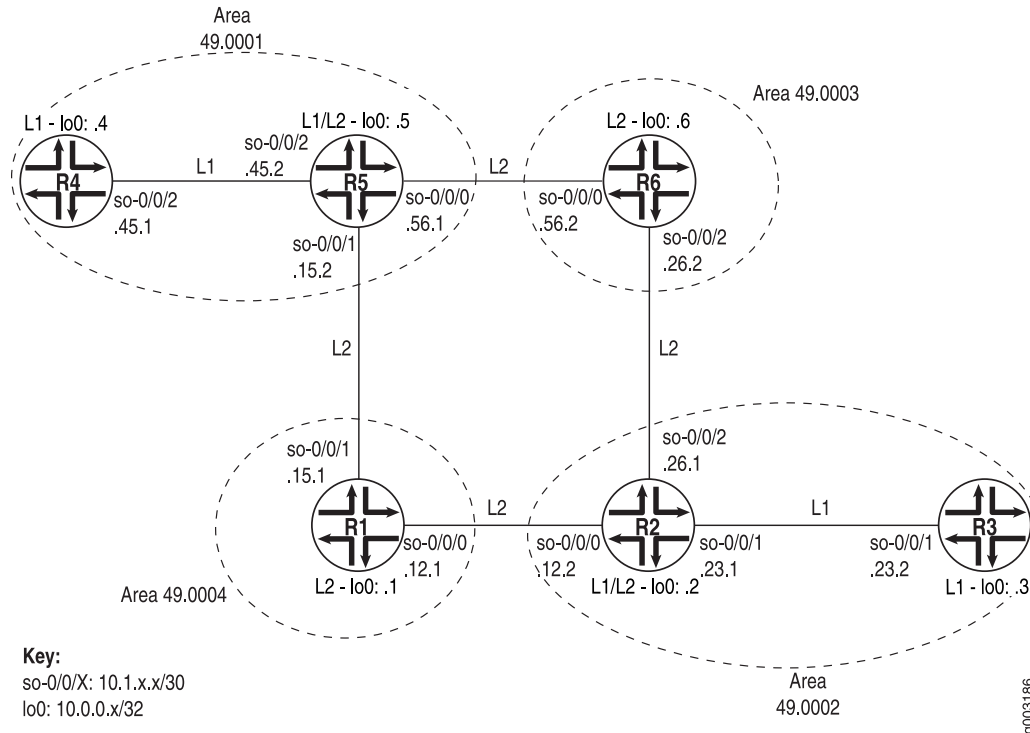 Area
49.0001
Area 49.0003
L1 - lo0: .4
L1/L2 - lo0: .5
L2 - lo0: .6
so-0/0/2
.45.2
L1
L2
R4
R5
R6
so-0/0/2
.45.1
so-0/0/0
.56.1
so-0/0/0
.56.2
so-0/0/1
.15.2
so-0/0/2
.26.2
L2
L2
so-0/0/1
.15.1
so-0/0/2
.26.1
L2
L1
R1
R2
R3
so-0/0/0
.12.1
so-0/0/0
.12.2
so-0/0/1
.23.1
so-0/0/1
.23.2
L2 - lo0: .1
L1/L2 - lo0: .2
L1 - lo0: .3
Area 49.0004
Key:
so-0/0/X: 10.1.x.x/30
lo0: 10.0.0.x/32
Area
49.0002
g003186